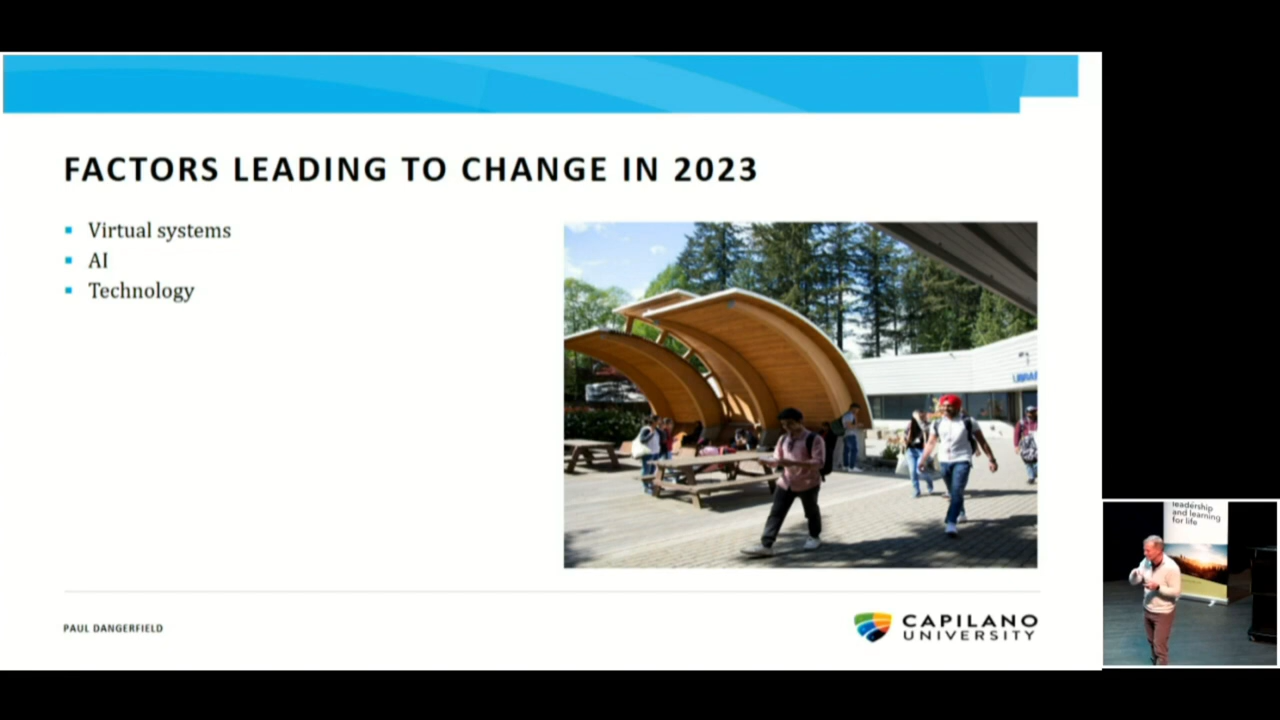 FACTORS LEADING TO CHANGE IN 2023
Virtual systems
AI
Technology
PAUL DANGERFIELD
CAPILANO
UNIVERSITY
leadership
and learning
for life